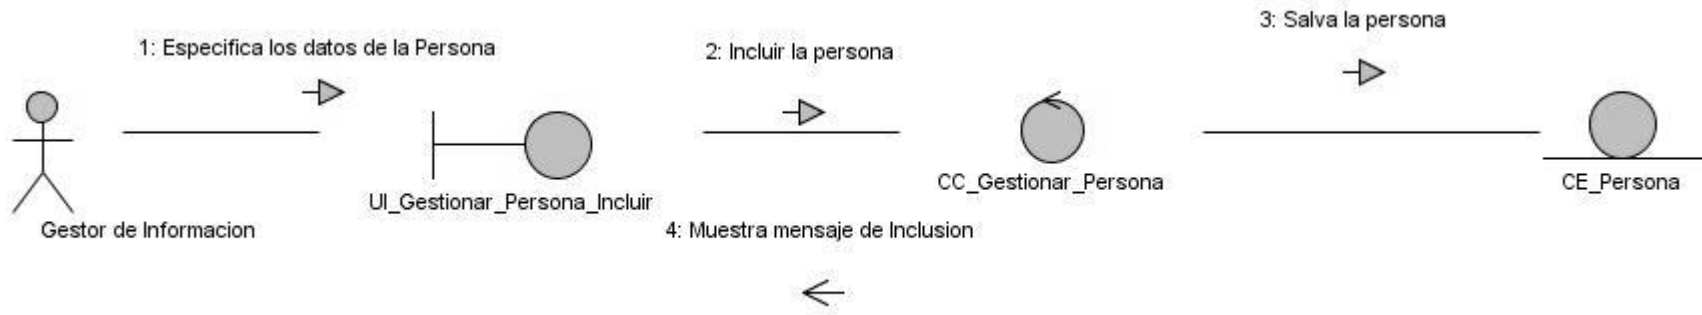 3: Salva la persona
1: Especifica los datos de la Persona
2: Incluir la persona
CC_Gestionar_Persona
CE_Persona
UI_Gestionar_Persona_Incluir
Gestor de Informacion
4: Muestra mensaje de Inclusion